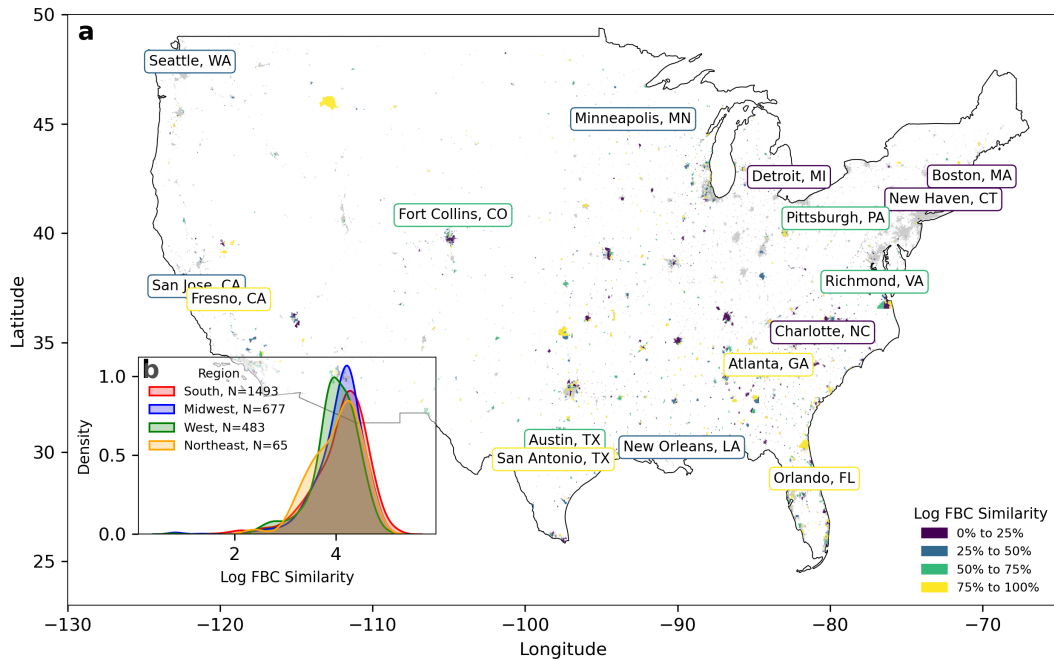 a
50
45
40
35
30
25
Latitude
Seattle, WA
Minneapolis, MN
Detroit, MI
Boston, MA
New Haven, CT
Fort Collins, CO
Pittsburgh, PA
San Jose, CA
Fresno, CA
Richmond, VA
Charlotte, NC
Atlanta, GA
Austin, TX
San Antonio, TX
New Orleans, LA
Orlando, FL
b
Region
South, N=1493
Midwest, N=677
West, N=483
Northeast, N=65
1.0
0.5
0.0
Density
2
4
Log FBC Similarity
Log FBC Similarity
0% to 25%
25% to 50%
50% to 75%
75% to 100%
−130
−120
−110
−100
−90
−80
−70
Longitude